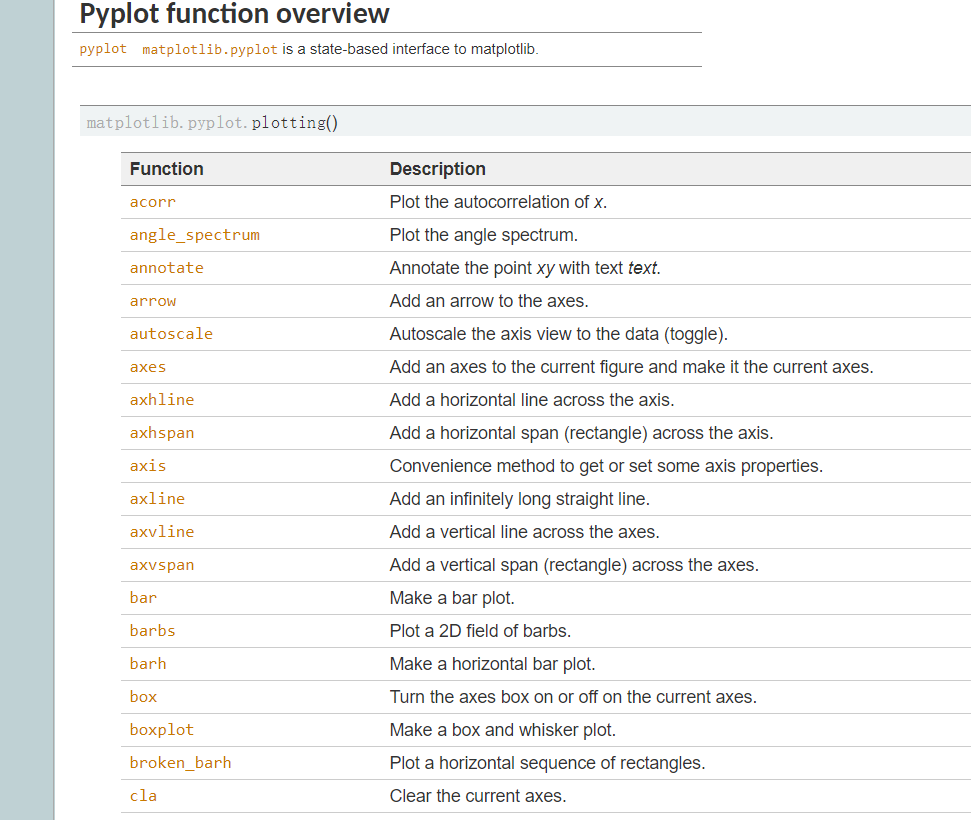 Pyplot function overview
pyplot matplotlib.pyplot is a state-based interface to matplotlib.
matplotlib.pyplot.plotting()
Function Description
acorr Plot the autocorrelation of x.
angle_spectrum Plot the angle spectrum.
annotate Annotate the point xy with text text.
arrow Add an arrow to the axes.
autoscale Autoscale the axis view to the data (toggle).
axes Add an axes to the current figure and make it the current axes.
axhline Add a horizontal line across the axis.
axhspan Add a horizontal span (rectangle) across the axis.
axis Convenience method to get or set some axis properties.
axline Add an infinitely long straight line.
axvline Add a vertical line across the axes.
axvspan Add a vertical span (rectangle) across the axes.
bar Make a bar plot.
barbs Plot a 2D field of barbs.
barh Make a horizontal bar plot.
box Turn the axes box on or off on the current axes.
boxplot Make a box and whisker plot.
broken_barh Plot a horizontal sequence of rectangles.
cla Clear the current axes.